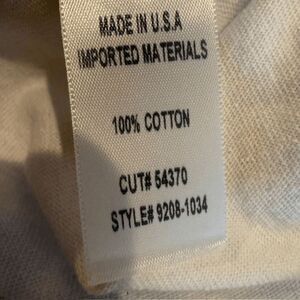 MADE IN U.S.A
IMPORTED MATERIALS
100% COTTON
CUT# 54370
STYLE# 9208-1034